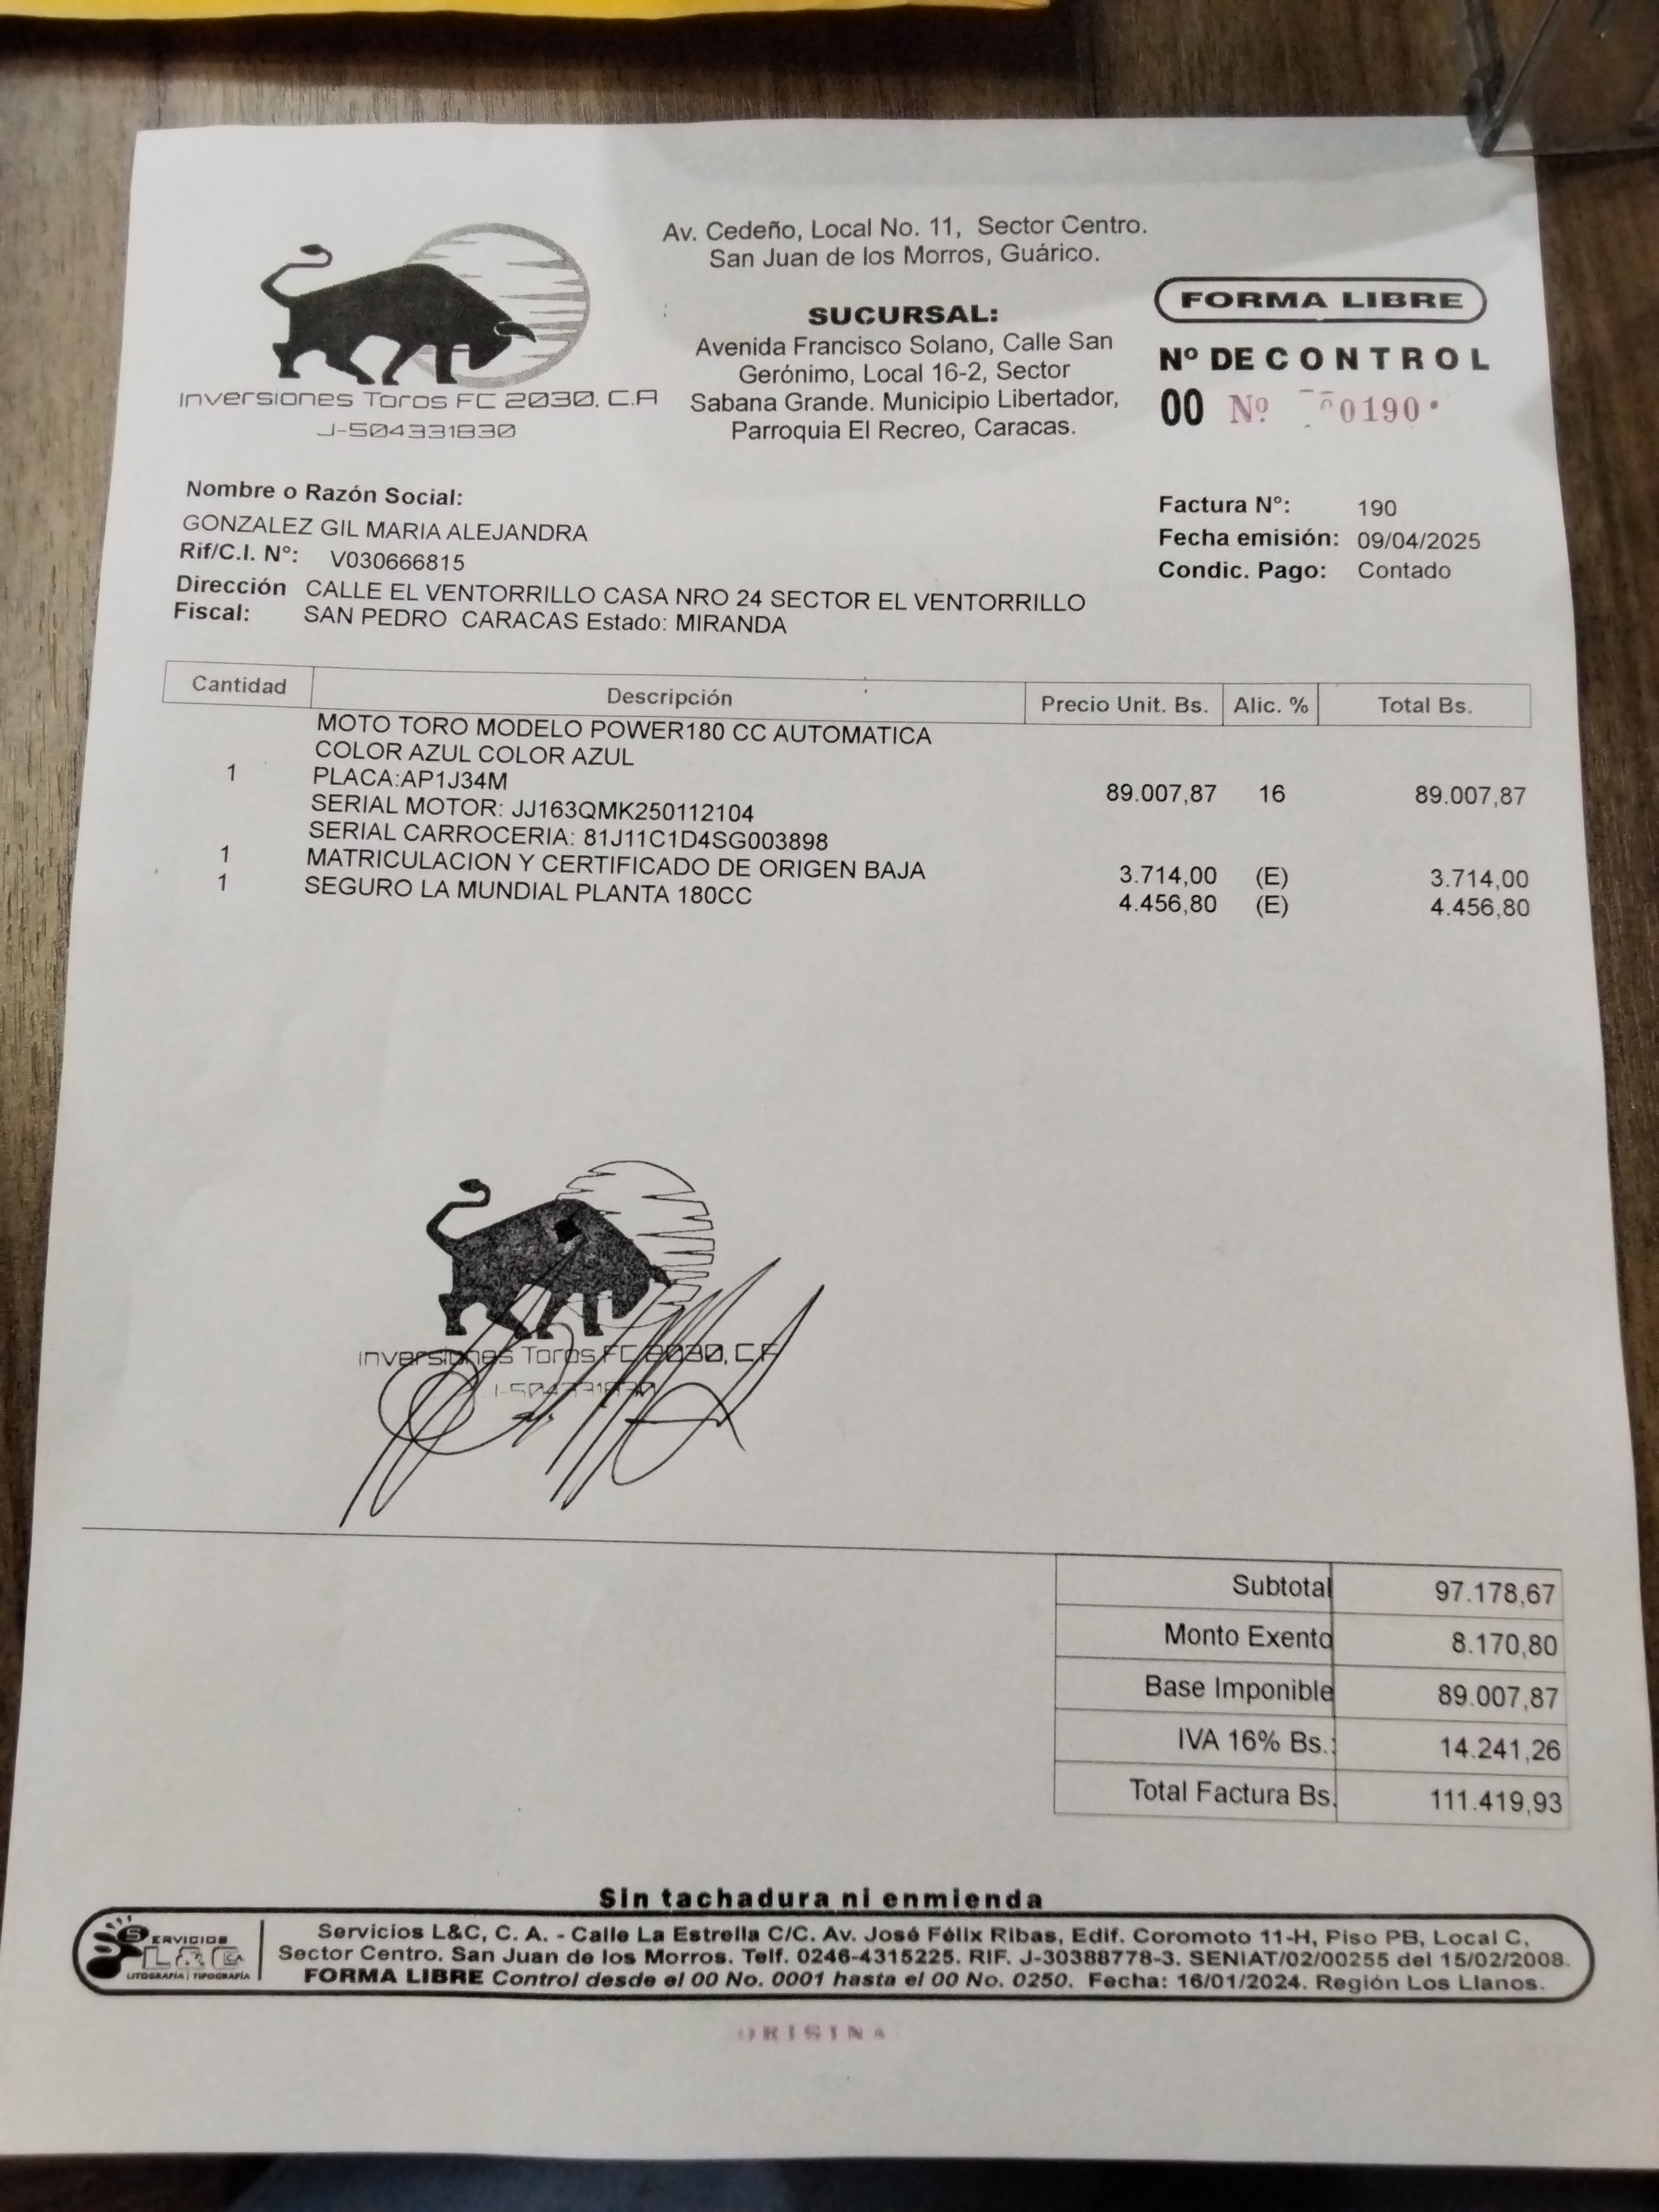 Av. Cedeño, Local No. 11, Sector Centro.
San Juan de los Morros, Guárico.
SUCURSAL:
Avenida Francisco Solano, Calle San
Gerónimo, Local 16-2, Sector
Sabana Grande. Municipio Libertador,
Parroquia El Recreo, Caracas.
Inversiones Toros FC 2030, C.A
J-504331830
FORMA LIBRE
Nº DE CONTROL
00 Nº 0190
Nombre o Razón Social:
GONZALEZ GIL MARIA ALEJANDRA
Rif/C.I. Nº: V030666815
Dirección CALLE EL VENTORRILLO CASA NRO 24 SECTOR EL VENTORRILLO
Fiscal: SAN PEDRO CARACAS Estado: MIRANDA
Factura Nº: 190
Fecha emisión: 09/04/2025
Condic. Pago: Contado
Cantidad Descripción Precio Unit. Bs. Alic. % Total Bs.
MOTO TORO MODELO POWER180 CC AUTOMATICA
COLOR AZUL COLOR AZUL
1 PLACA:AP1J34M 89.007,87 16 89.007,87
SERIAL MOTOR: JJ163QMK250112104
SERIAL CARROCERIA: 81J11C1D4SG003898
1 MATRICULACION Y CERTIFICADO DE ORIGEN BAJA 3.714,00 (E) 3.714,00
1 SEGURO LA MUNDIAL PLANTA 180CC 4.456,80 (E) 4.456,80
Inversiones Toros FC 2030, C.A
J-504331830
Subtotal 97.178,67
Monto Exento 8.170,80
Base Imponible 89.007,87
IVA 16% Bs.: 14.241,26
Total Factura Bs. 111.419,93
Sin tachadura ni enmienda
SERVICIOS
L&C C.A
LITOGRAFÍA | TIPOGRAFÍA
Servicios L&C, C. A. - Calle La Estrella C/C. Av. José Félix Ribas, Edif. Coromoto 11-H, Piso PB, Local C,
Sector Centro. San Juan de los Morros. Telf. 0246-4315225. RIF. J-30388778-3. SENIAT/02/00255 del 15/02/2008.
FORMA LIBRE Control desde el 00 No. 0001 hasta el 00 No. 0250. Fecha: 16/01/2024. Región Los Llanos.